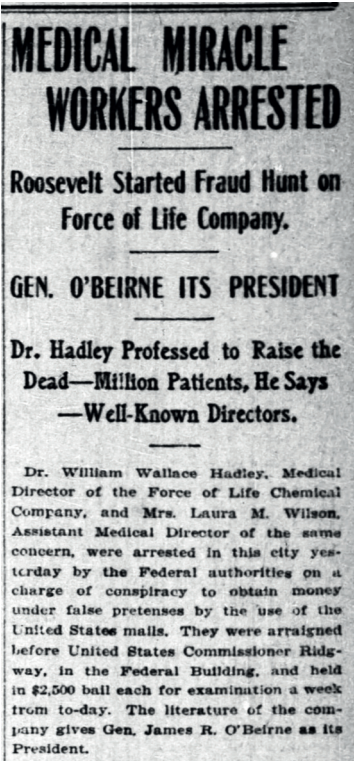 MEDICAL MIRACLE
WORKERS ARRESTED
Roosevelt Started Fraud Hunt on
Force of Life Company.
GEN. O'BEIRNE ITS PRESIDENT
Dr. Hadley Professed to Raise the
Dead—Million Patients, He Says
—Well-Known Directors.
Dr. William Wallace Hadley, Medical
Director of the Force of Life Chemical
Company, and Mrs. Laura M. Wilson,
Assistant Medical Director of the same
concern, were arrested in this city yes-
terday by the Federal authorities on a
charge of conspiracy to obtain money
under false pretenses by the use of the
United States mails. They were arraigned
before United States Commissioner Ridg-
way, in the Federal Building, and held
in $2,500 bail each for examination a week
from to-day. The literature of the com-
pany gives Gen. James R. O'Beirne as its
President.